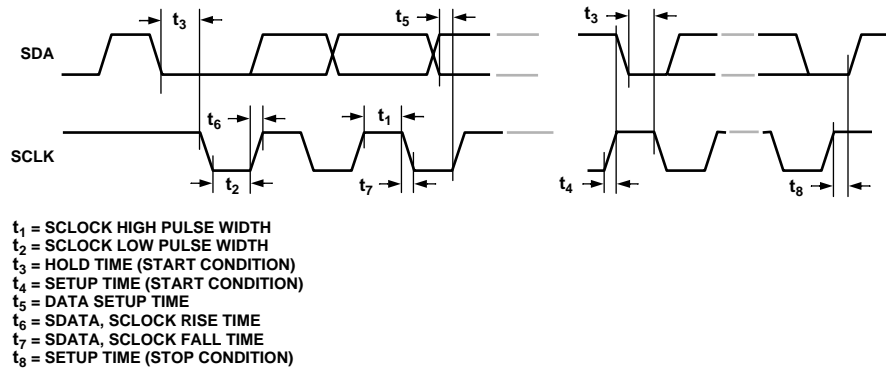 t3
t5
t3
SDA
t6
t1
SCLK
t2
t7
t4
t8
t1 = SCLOCK HIGH PULSE WIDTH
t2 = SCLOCK LOW PULSE WIDTH
t3 = HOLD TIME (START CONDITION)
t4 = SETUP TIME (START CONDITION)
t5 = DATA SETUP TIME
t6 = SDATA, SCLOCK RISE TIME
t7 = SDATA, SCLOCK FALL TIME
t8 = SETUP TIME (STOP CONDITION)